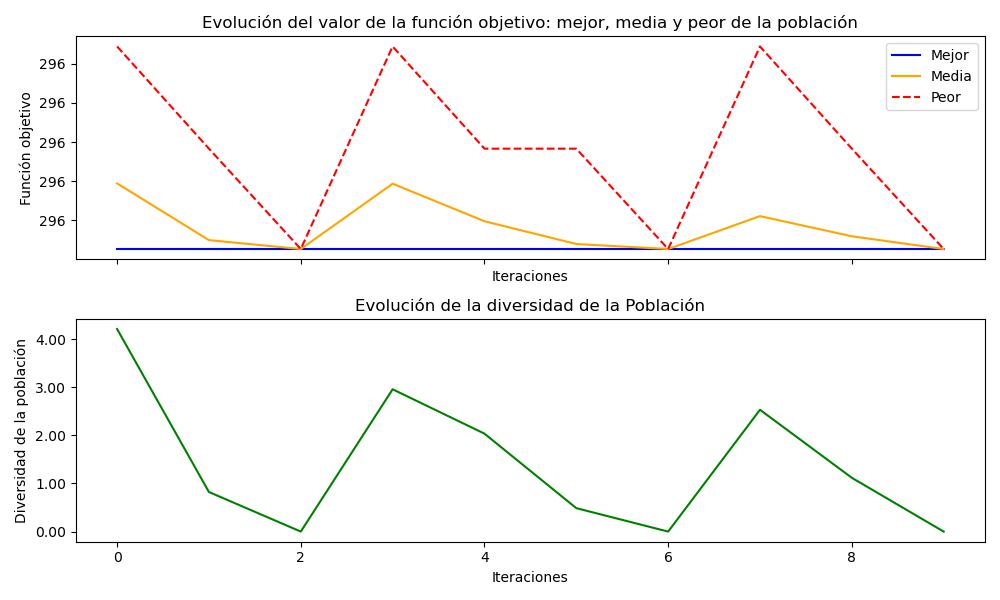 Evolución del valor de la función objetivo: mejor, media y peor de la población
296
296
296
296
296
Función objetivo
Mejor
Media
Peor
Iteraciones
Evolución de la diversidad de la Población
4.00
3.00
2.00
1.00
0.00
Diversidad de la población
0 2 4 6 8
Iteraciones